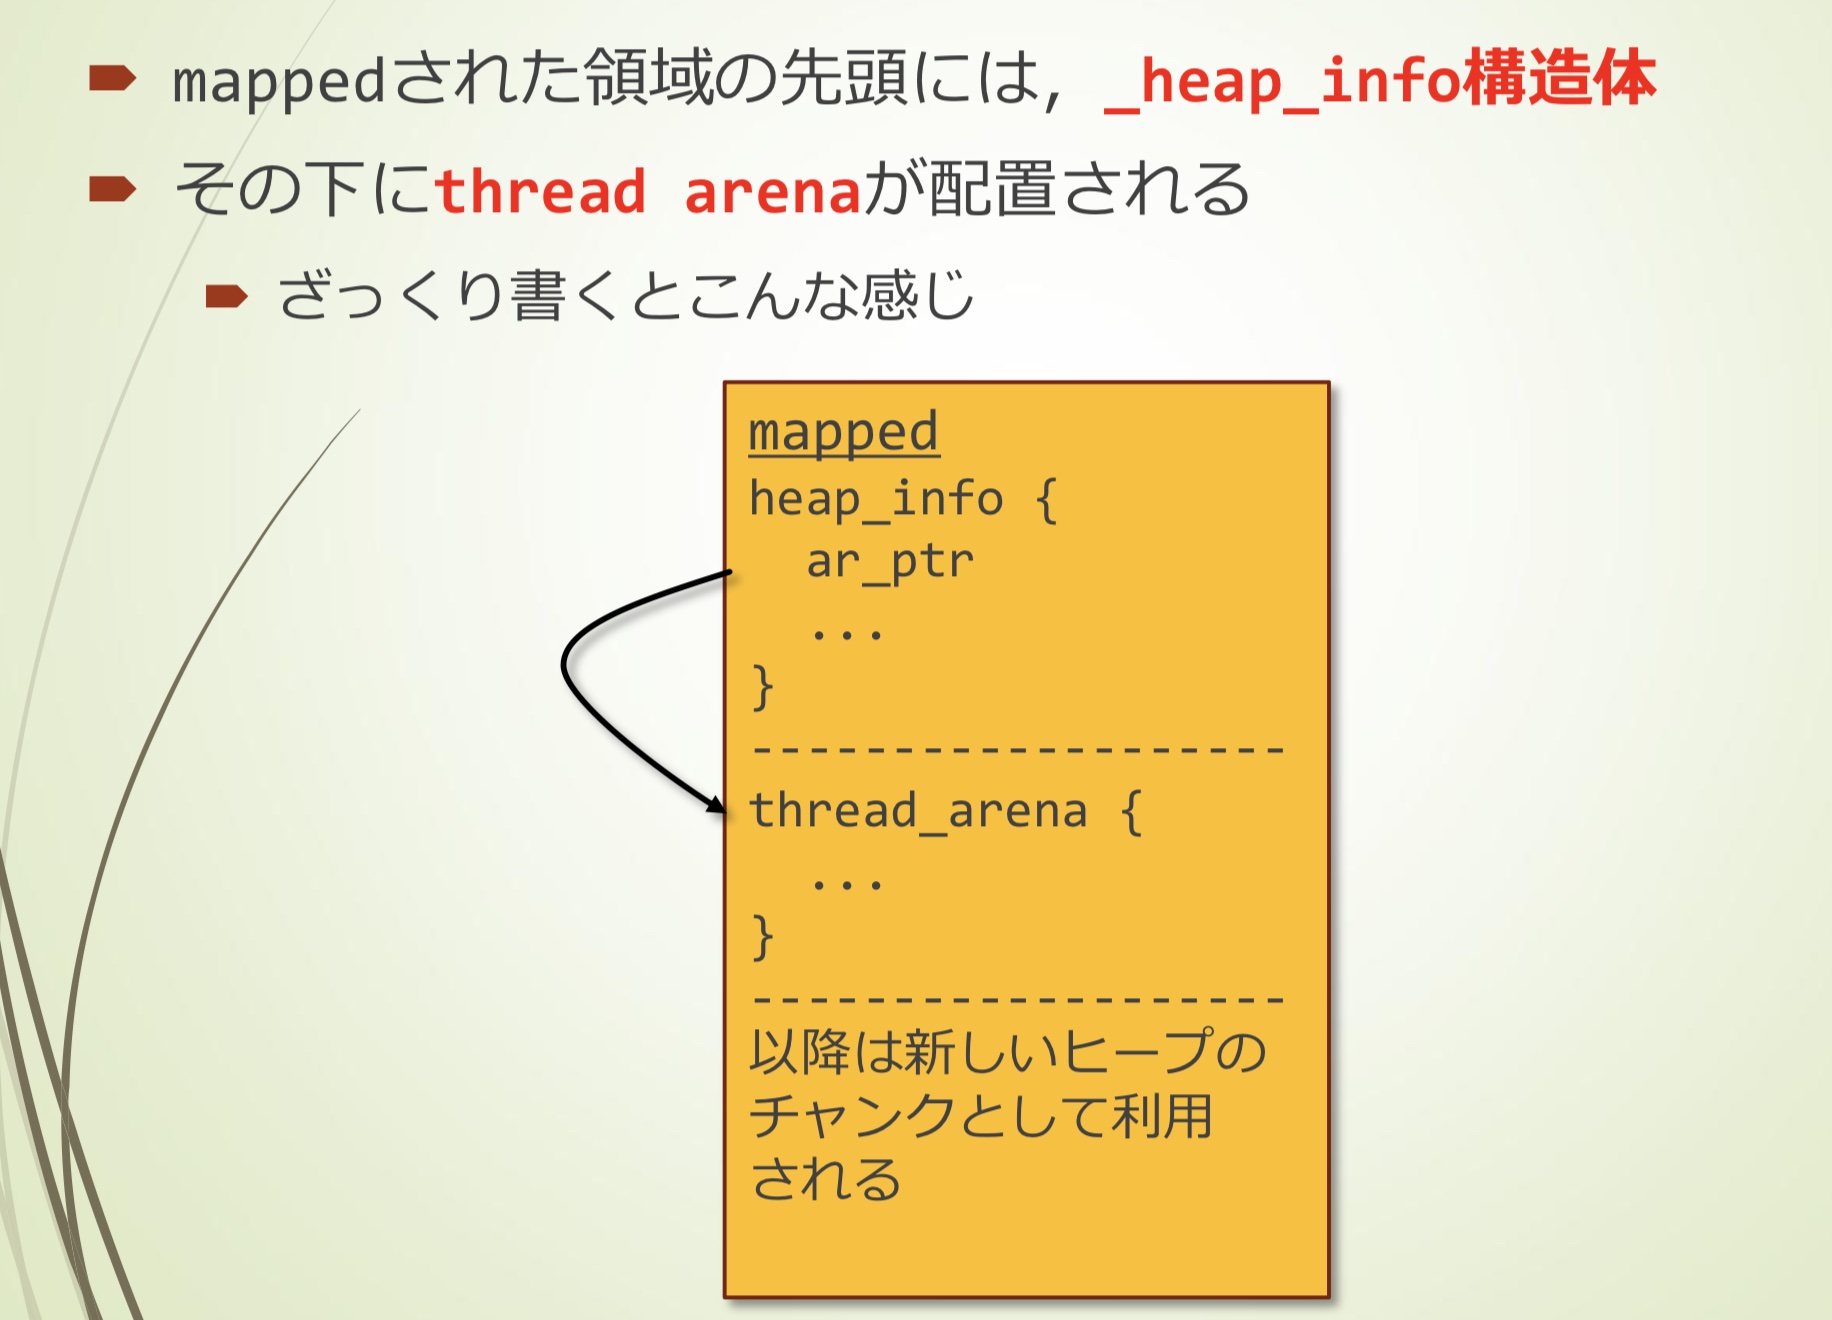 mappedされた領域の先頭には, _heap_info構造体
その下にthread arenaが配置される
ざっくり書くとこんな感じ
mapped
heap_info {
ar_ptr
...
}
-------------------
thread_arena {
...
}
-------------------
以降は新しいヒープの
チャンクとして利用
される